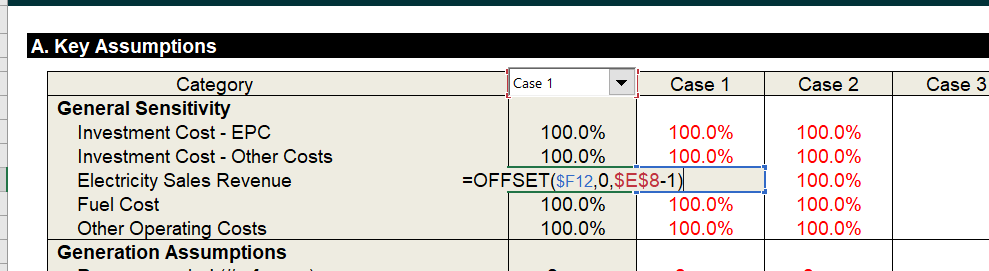 A. Key Assumptions
Category Case 1 Case 1 Case 2 Case 3
General Sensitivity
Investment Cost - EPC 100.0% 100.0% 100.0%
Investment Cost - Other Costs 100.0% 100.0% 100.0%
Electricity Sales Revenue =OFFSET($F12,0,$E$8-1) 100.0%
Fuel Cost 100.0% 100.0% 100.0%
Other Operating Costs 100.0% 100.0% 100.0%
Generation Assumptions